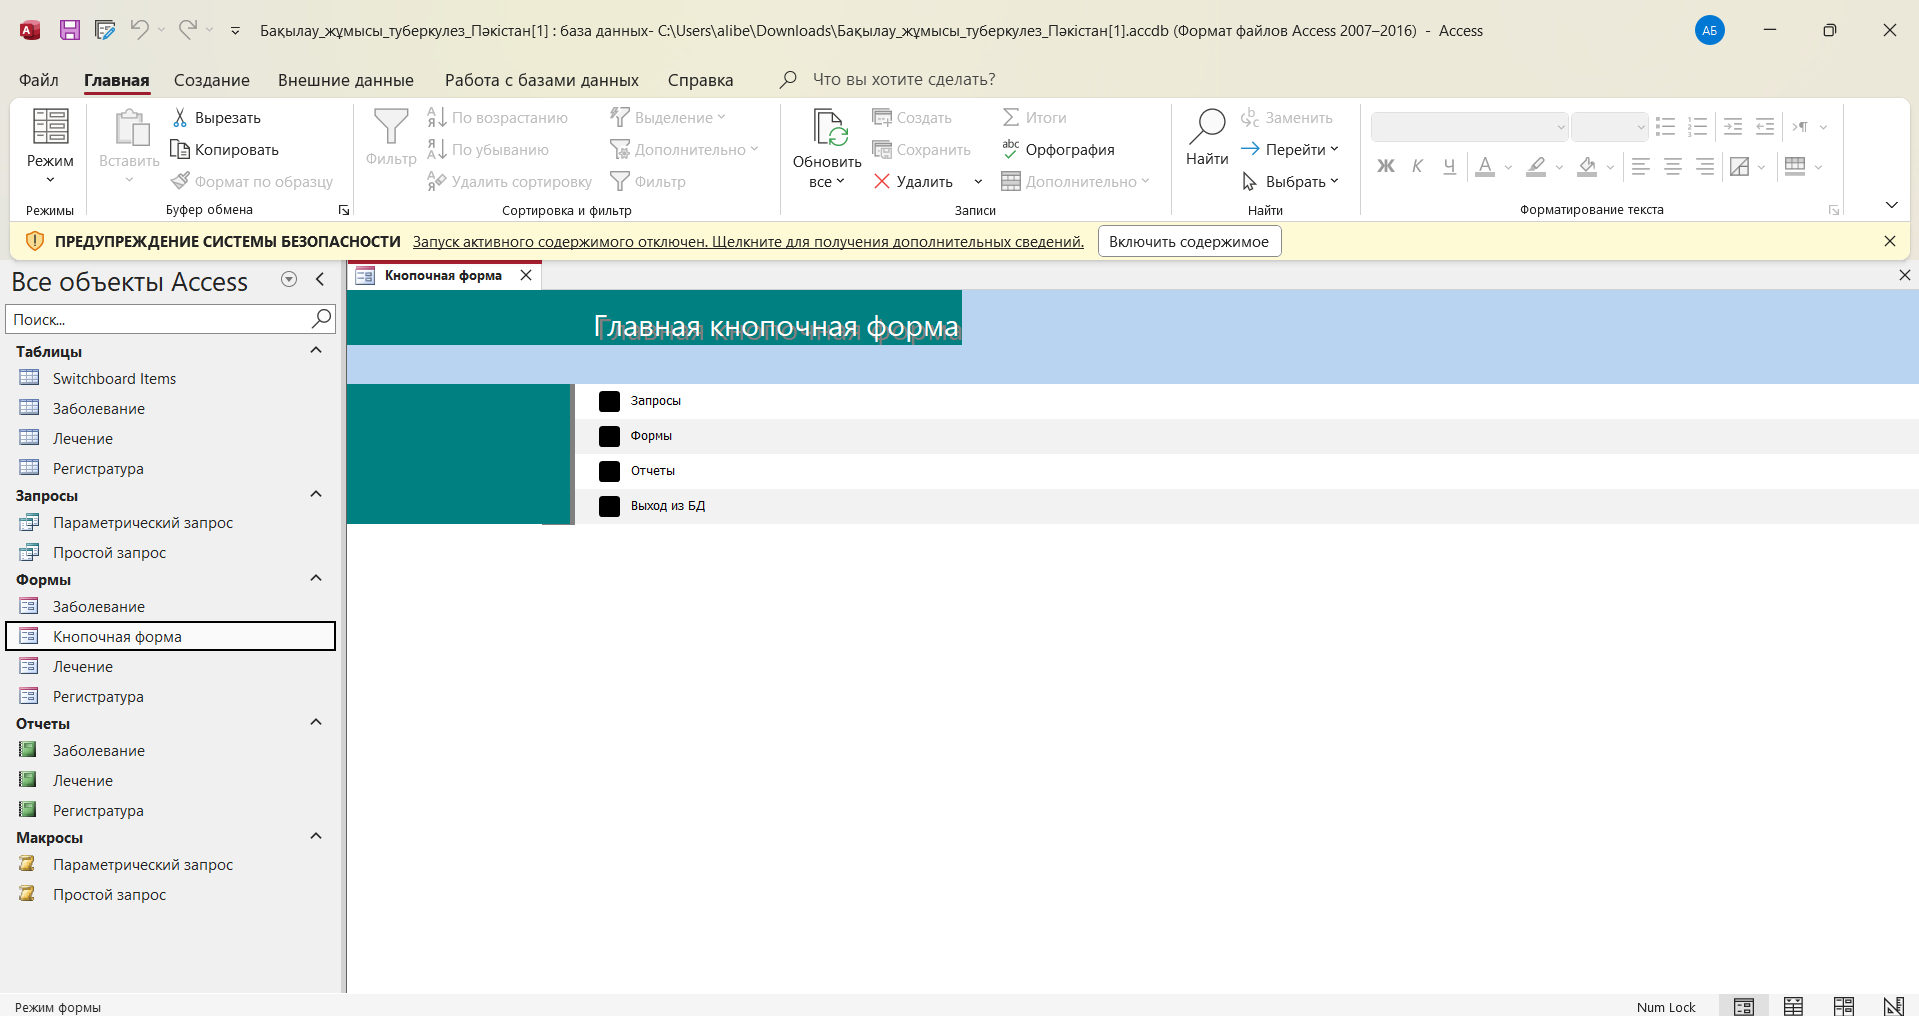 Бақылау_жұмысы_туберкулез_Пәкістан[1] : база данных- C:\Users\alibe\Downloads\Бақылау_жұмысы_туберкулез_Пәкістан[1].accdb (Формат файлов Access 2007–2016) - Access
АБ
Файл Главная Создание Внешние данные Работа с базами данных Справка Что вы хотите сделать?
Режим
Режимы
Вставить
Вырезать
Копировать
Формат по образцу
Буфер обмена
Фильтр
По возрастанию
По убыванию
Удалить сортировку
Выделение
Дополнительно
Фильтр
Сортировка и фильтр
Обновить
все
Создать
Сохранить
Удалить
Итоги
Орфография
Дополнительно
Записи
Найти
Заменить
Перейти
Выбрать
Найти
Ж К Ч А
Форматирование текста
ПРЕДУПРЕЖДЕНИЕ СИСТЕМЫ БЕЗОПАСНОСТИ Запуск активного содержимого отключен. Щелкните для получения дополнительных сведений. Включить содержимое
Все объекты Access
Поиск...
Таблицы
Switchboard Items
Заболевание
Лечение
Регистратура
Запросы
Параметрический запрос
Простой запрос
Формы
Заболевание
Кнопочная форма
Лечение
Регистратура
Отчеты
Заболевание
Лечение
Регистратура
Макросы
Параметрический запрос
Простой запрос
Кнопочная форма
Главная кнопочная форма
Запросы
Формы
Отчеты
Выход из БД
Режим формы
Num Lock